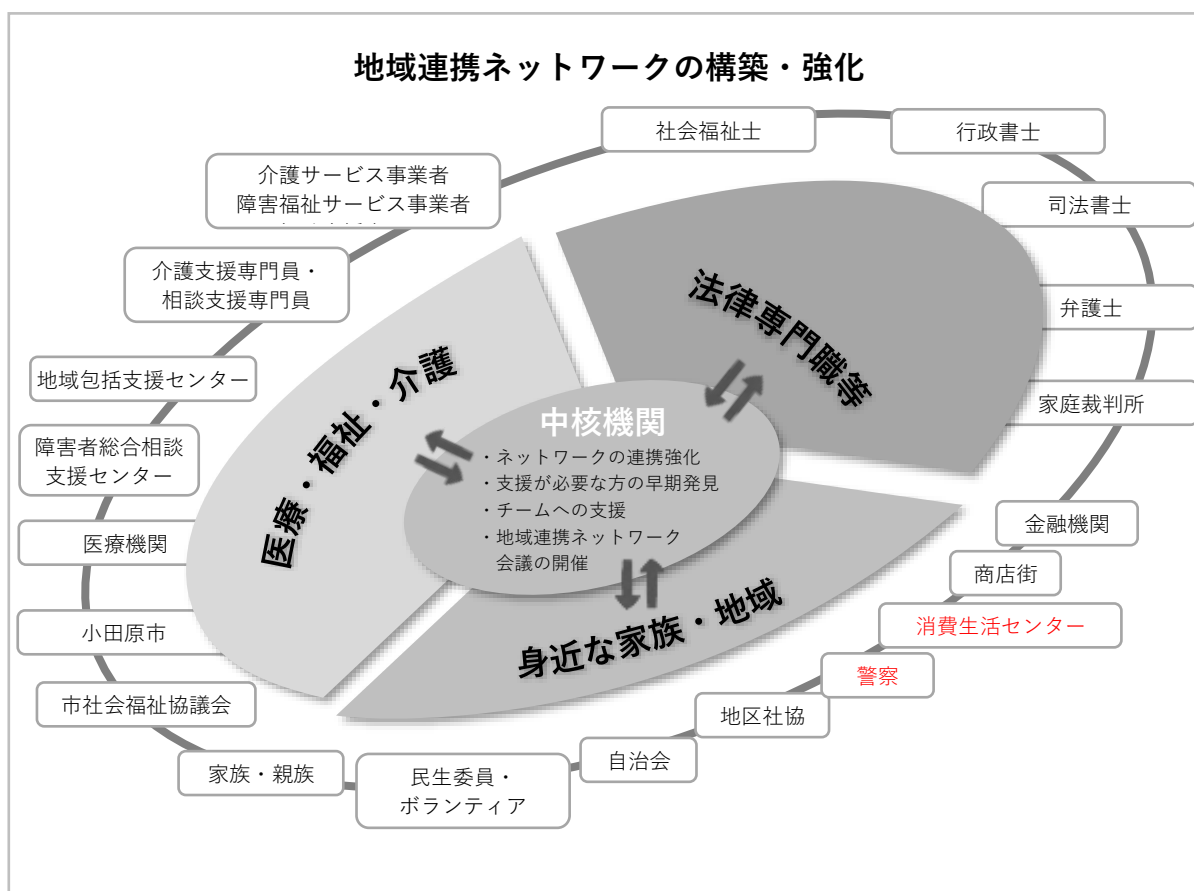 地域連携ネットワークの構築・強化
社会福祉士
行政書士
介護サービス事業者
障害福祉サービス事業者
司法書士
介護支援専門員・
相談支援専門員
法律専門職等
弁護士
地域包括支援センター
医療・福祉・介護
家庭裁判所
中核機関
・ネットワークの連携強化
・支援が必要な方の早期発見
・チームへの支援
・地域連携ネットワーク
会議の開催
障害者総合相談
支援センター
医療機関
金融機関
商店街
小田原市
消費生活センター
身近な家族・地域
警察
市社会福祉協議会
地区社協
自治会
家族・親族
民生委員・
ボランティア